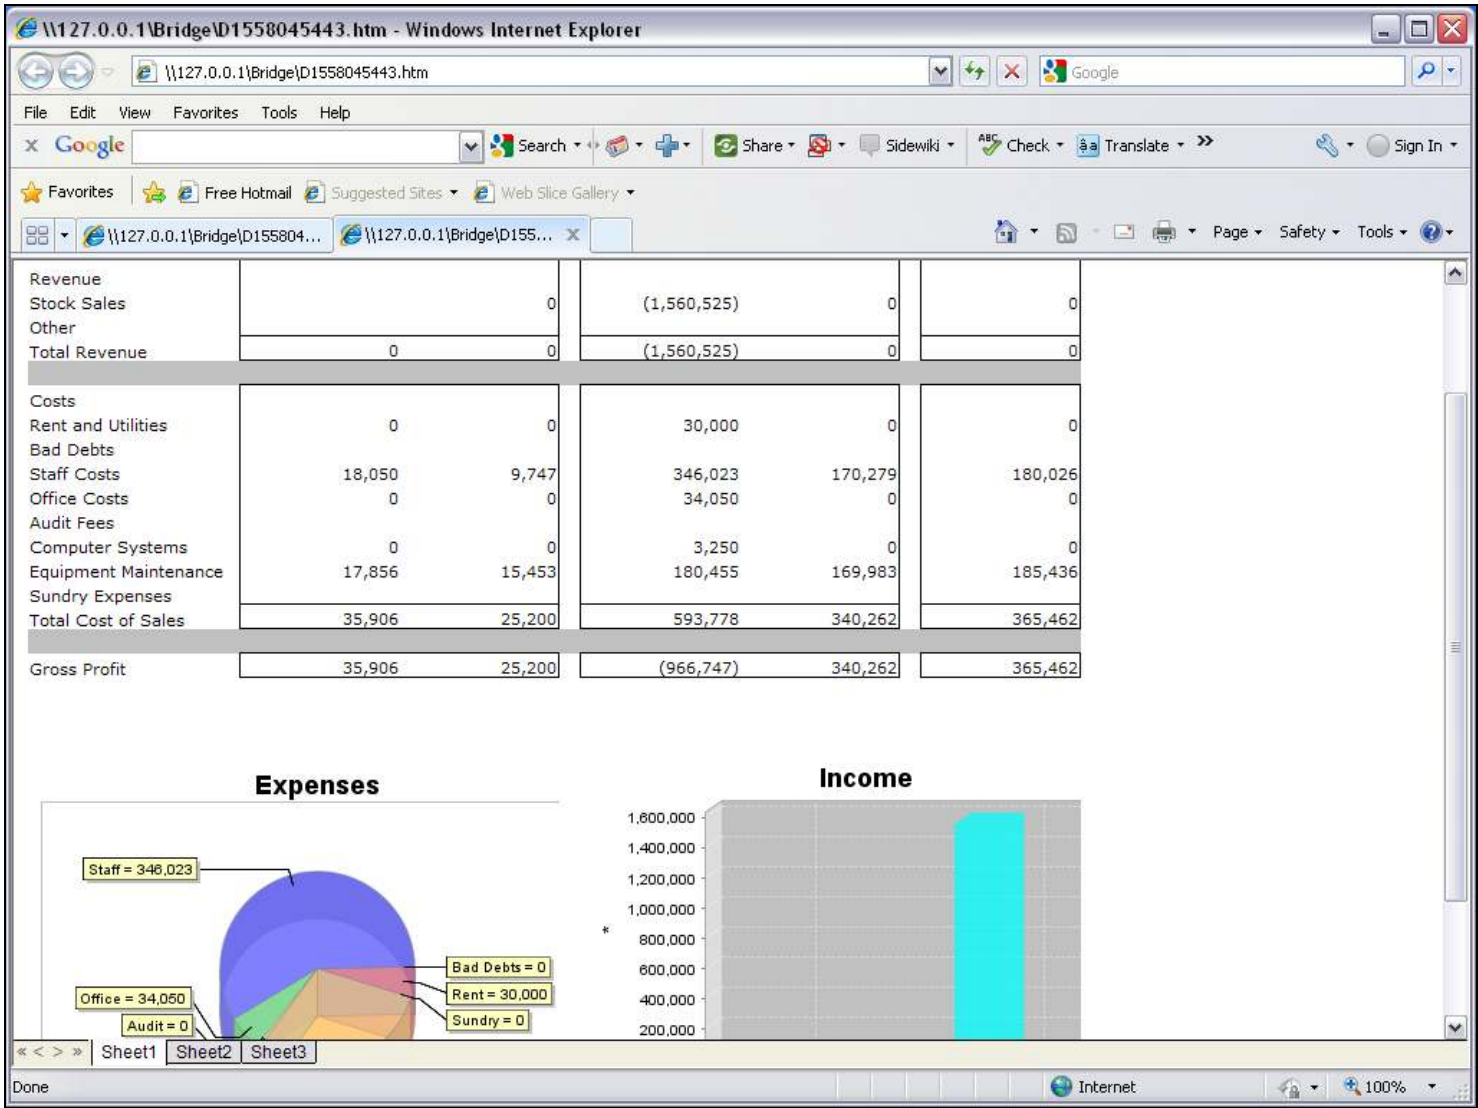 \\127.0.0.1\Bridge\D1558045443.htm - Windows Internet Explorer
\\127.0.0.1\Bridge\D1558045443.htm Google
File Edit View Favorites Tools Help
x Google Search Share Sidewiki ABC Check âa Translate >> Sign In
Favorites Free Hotmail Suggested Sites Web Slice Gallery
\\127.0.0.1\Bridge\D155804... \\127.0.0.1\Bridge\D155... X Page Safety Tools
Revenue
Stock Sales 0 (1,560,525) 0 0
Other
Total Revenue 0 0 (1,560,525) 0 0
Costs
Rent and Utilities 0 0 30,000 0 0
Bad Debts
Staff Costs 18,050 9,747 346,023 170,279 180,026
Office Costs 0 0 34,050 0 0
Audit Fees
Computer Systems 0 0 3,250 0 0
Equipment Maintenance 17,856 15,453 180,455 169,983 185,436
Sundry Expenses
Total Cost of Sales 35,906 25,200 593,778 340,262 365,462
Gross Profit 35,906 25,200 (966,747) 340,262 365,462
Expenses
Staff = 346,023
Bad Debts = 0
Rent = 30,000
Office = 34,050
Sundry = 0
Audit = 0
Income
1,600,000
1,400,000
1,200,000
1,000,000
*
800,000
600,000
400,000
200,000
« < > » Sheet1 Sheet2 Sheet3
Done Internet 100%